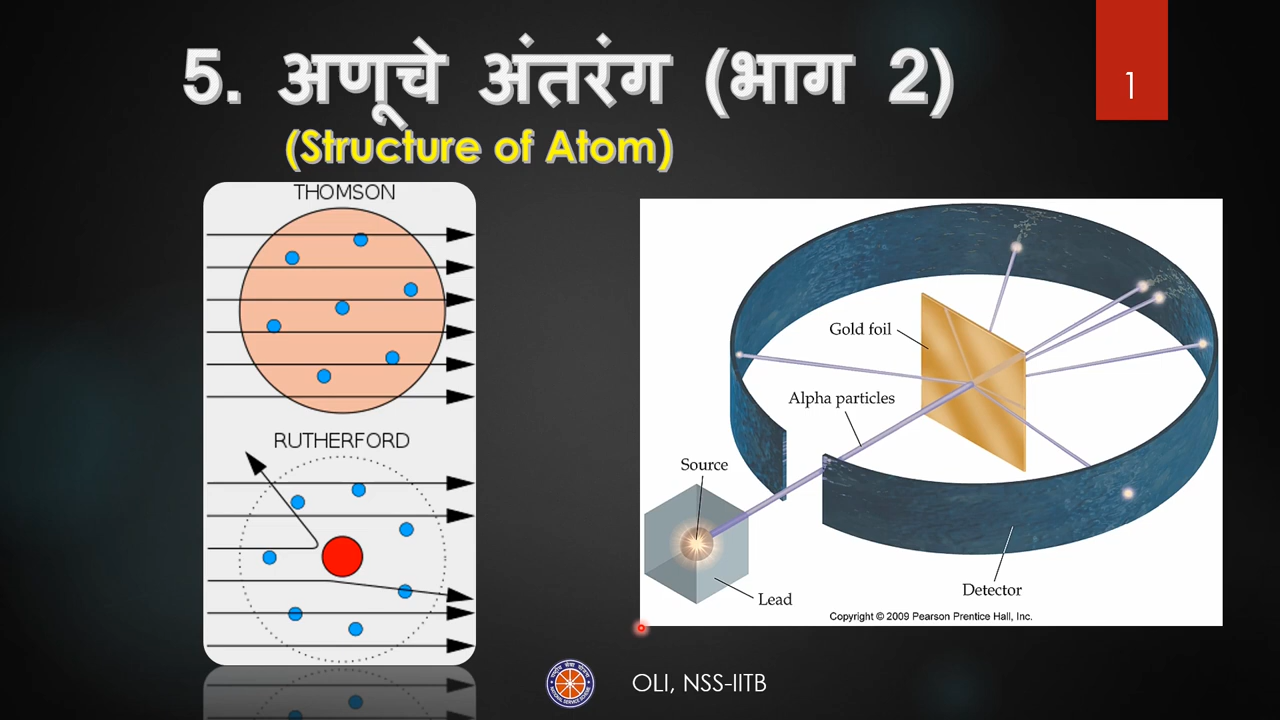 5. अणूचे अंतरंग (भाग 2)
1
(Structure of Atom)
THOMSON
RUTHERFORD
Gold foil
Alpha particles
Source
Lead
Detector
Copyright © 2009 Pearson Prentice Hall, Inc.
OLI, NSS-IITB